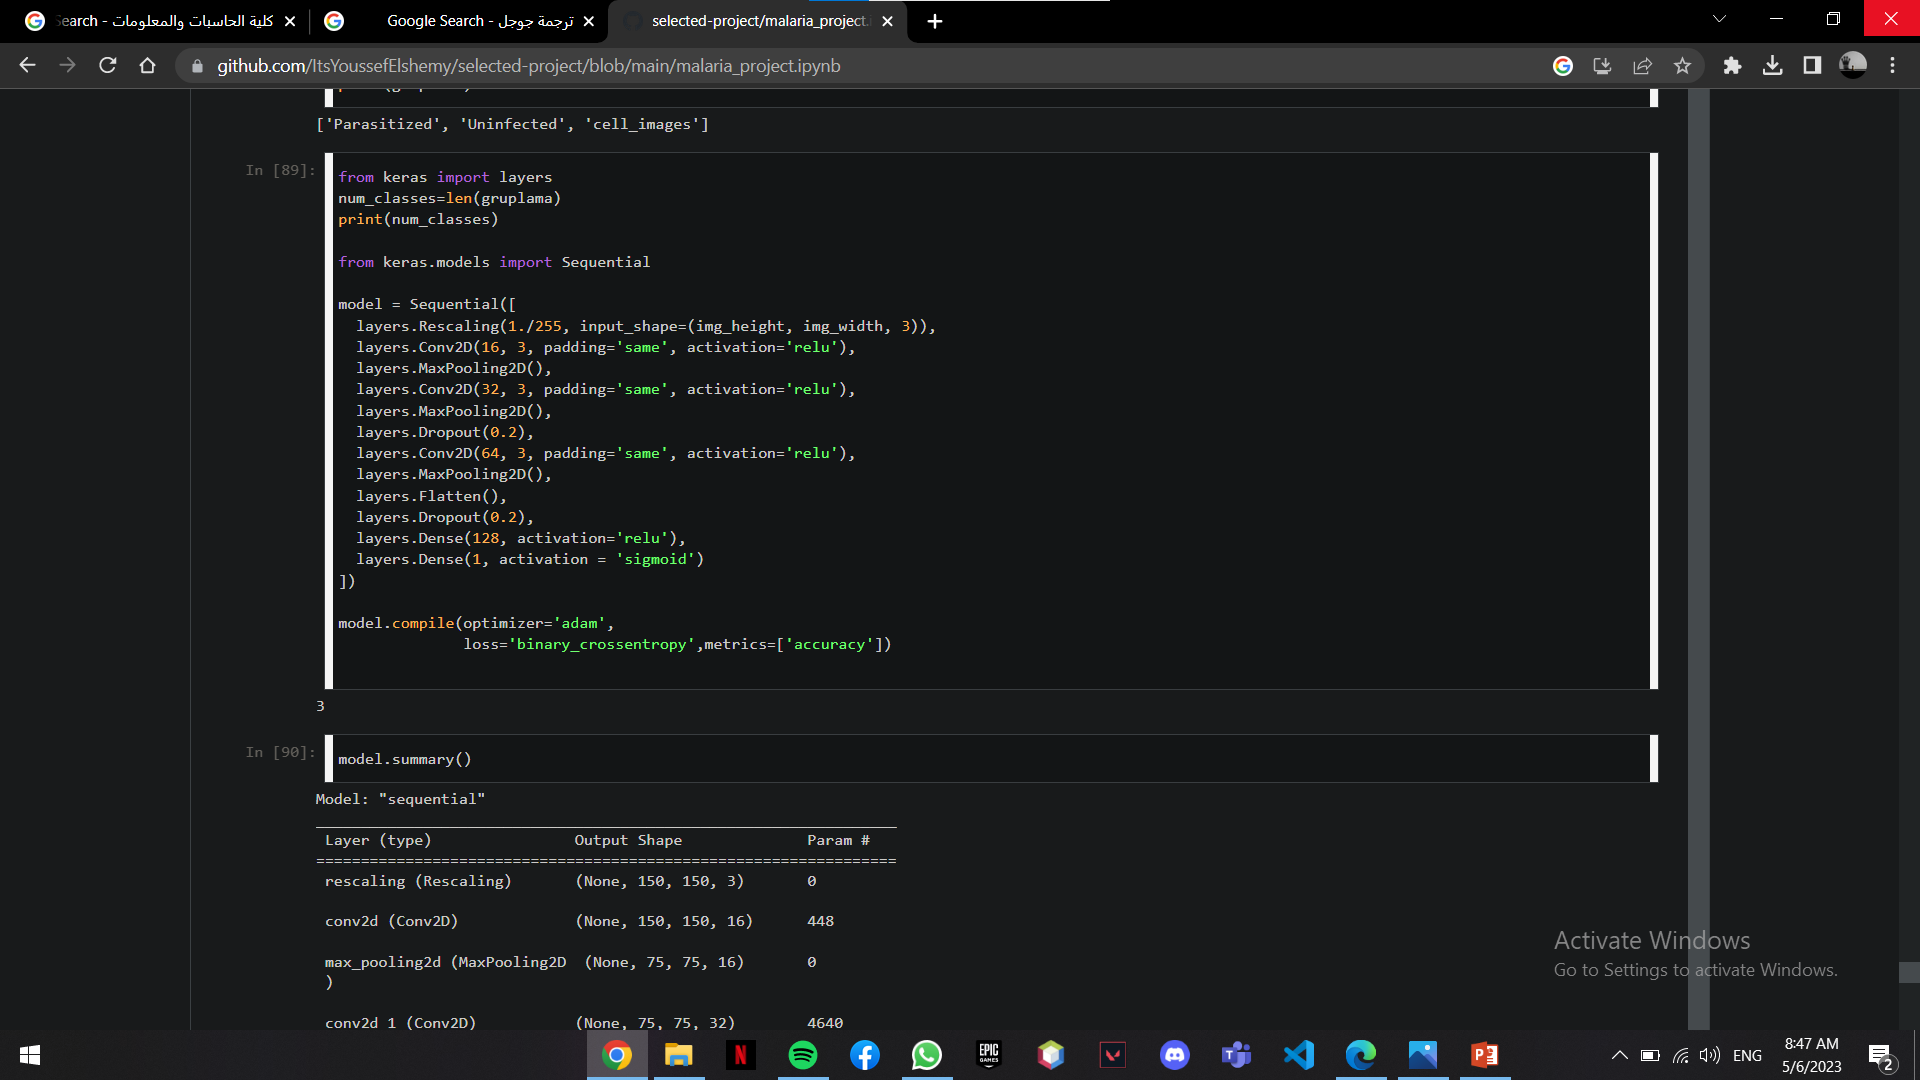 كلية الحاسبات والمعلومات - Search
ترجمة جوجل - Google Search
selected-project/malaria_project.i
github.com/ItsYoussefElshemy/selected-project/blob/main/malaria_project.ipynb
['Parasitized', 'Uninfected', 'cell_images']
In [89]:
from keras import layers
num_classes=len(gruplama)
print(num_classes)
from keras.models import Sequential
model = Sequential([
layers.Rescaling(1./255, input_shape=(img_height, img_width, 3)),
layers.Conv2D(16, 3, padding='same', activation='relu'),
layers.MaxPooling2D(),
layers.Conv2D(32, 3, padding='same', activation='relu'),
layers.MaxPooling2D(),
layers.Dropout(0.2),
layers.Conv2D(64, 3, padding='same', activation='relu'),
layers.MaxPooling2D(),
layers.Flatten(),
layers.Dropout(0.2),
layers.Dense(128, activation='relu'),
layers.Dense(1, activation = 'sigmoid')
])
model.compile(optimizer='adam',
loss='binary_crossentropy',metrics=['accuracy'])
3
In [90]:
model.summary()
Model: "sequential"
Layer (type) Output Shape Param #
=================================================================
rescaling (Rescaling) (None, 150, 150, 3) 0
conv2d (Conv2D) (None, 150, 150, 16) 448
max_pooling2d (MaxPooling2D (None, 75, 75, 16) 0
)
conv2d_1 (Conv2D) (None, 75, 75, 32) 4640
Activate Windows
Go to Settings to activate Windows.
EPIC
GAMES
ENG
8:47 AM
5/6/2023
2